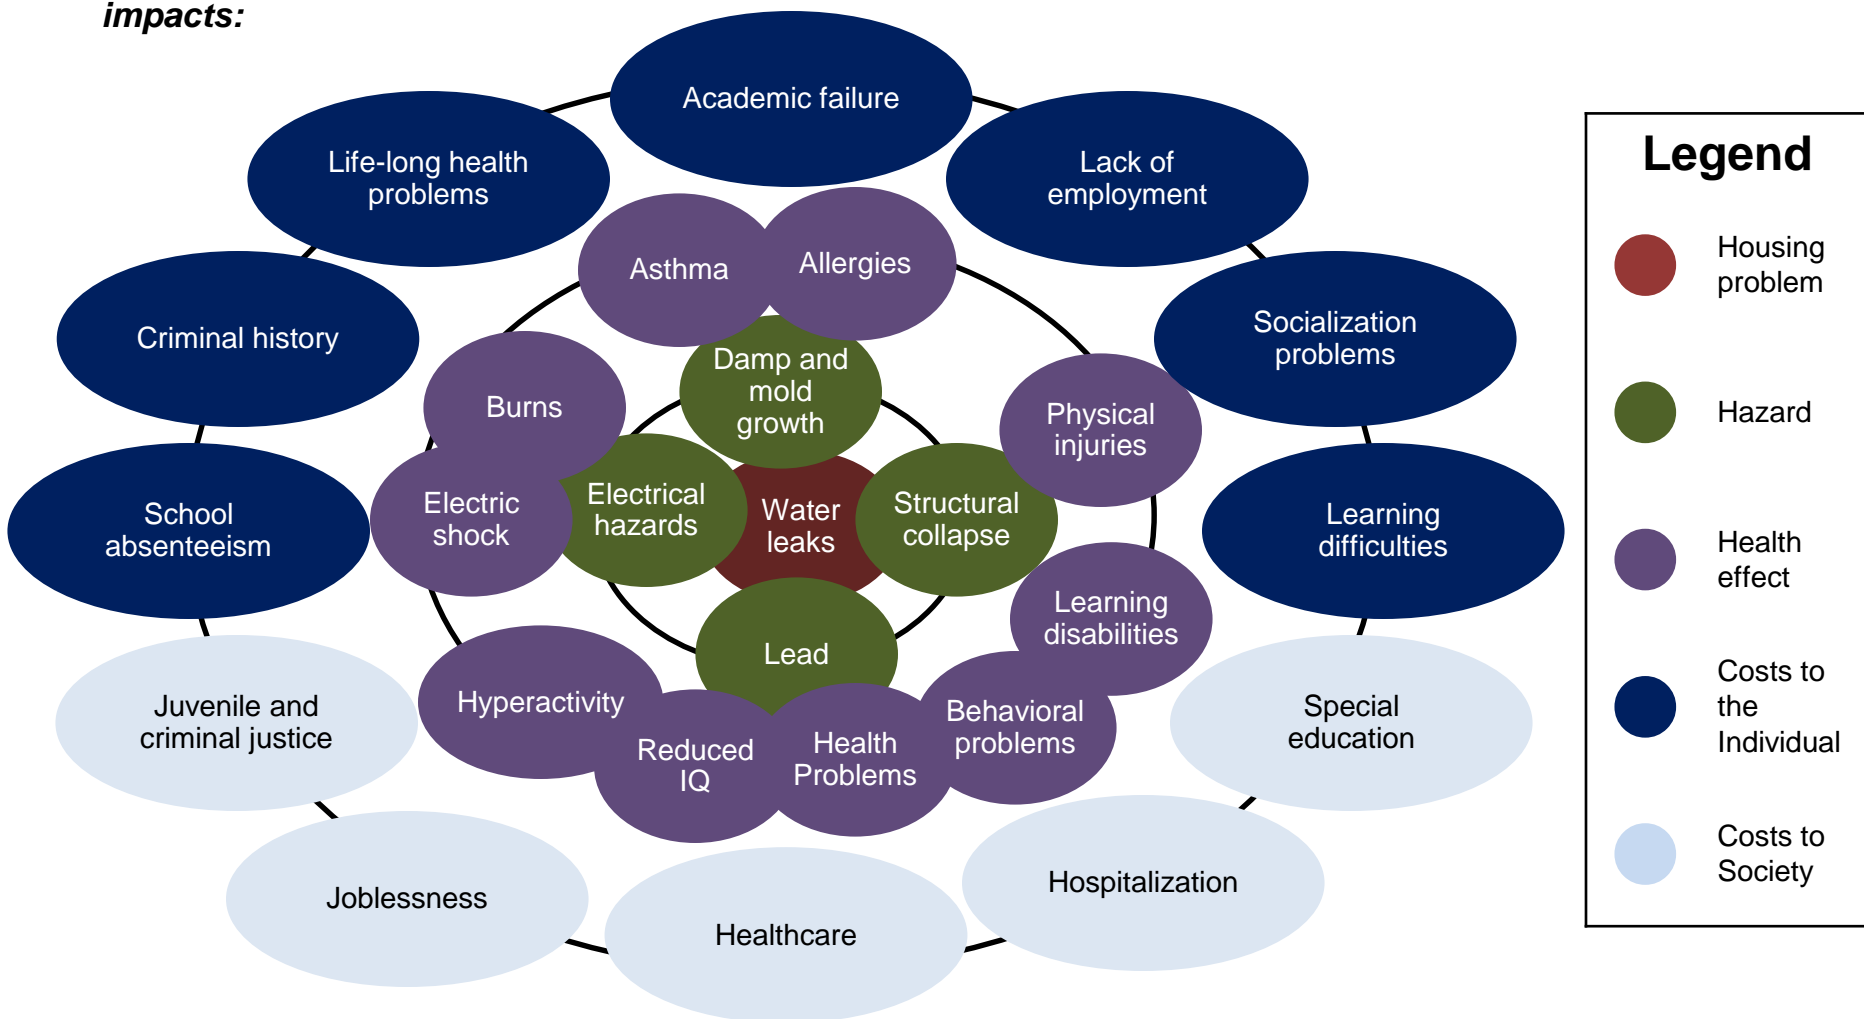 impacts:
Academic failure
Life-long health
problems
Lack of
employment
Asthma
Allergies
Criminal history
Socialization
problems
Damp and
mold
growth
Burns
Physical
injuries
School
absenteeism
Electric
shock
Electrical
hazards
Water
leaks
Structural
collapse
Learning
difficulties
Learning
disabilities
Lead
Hyperactivity
Reduced
IQ
Health
Problems
Behavioral
problems
Juvenile and
criminal justice
Special
education
Joblessness
Healthcare
Hospitalization
Legend
Housing
problem
Hazard
Health
effect
Costs to
the
Individual
Costs to
Society